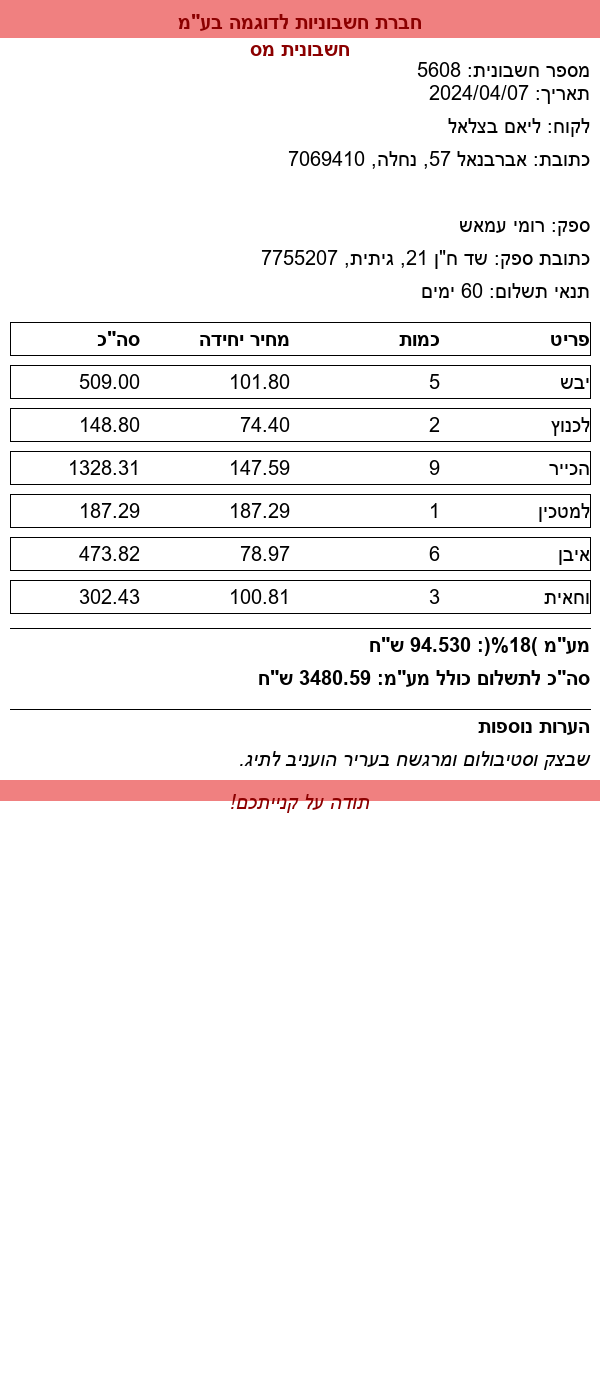 חברת חשבוניות לדוגמה בע"מ
חשבונית מס
מספר חשבונית: 5608
תאריך: 2024/04/07
לקוח: ליאם בצלאל
כתובת: אברבנאל 57, נחלה, 7069410
ספק: רומי עמאש
כתובת ספק: שד ח"ן 21, גיתית, 7755207
תנאי תשלום: 60 ימים
פריט כמות מחיר יחידה סה"כ
יבש 5 101.80 509.00
לכנוץ 2 74.40 148.80
הכייר 9 147.59 1328.31
למטכין 1 187.29 187.29
איבן 6 78.97 473.82
וחאית 3 100.81 302.43
מע"מ )18%(: 94.530 ש"ח
סה"כ לתשלום כולל מע"מ: 3480.59 ש"ח
הערות נוספות
שבצק וסטיבולום ומרגשח בעריר הועניב לתיג.
תודה על קנייתכם!